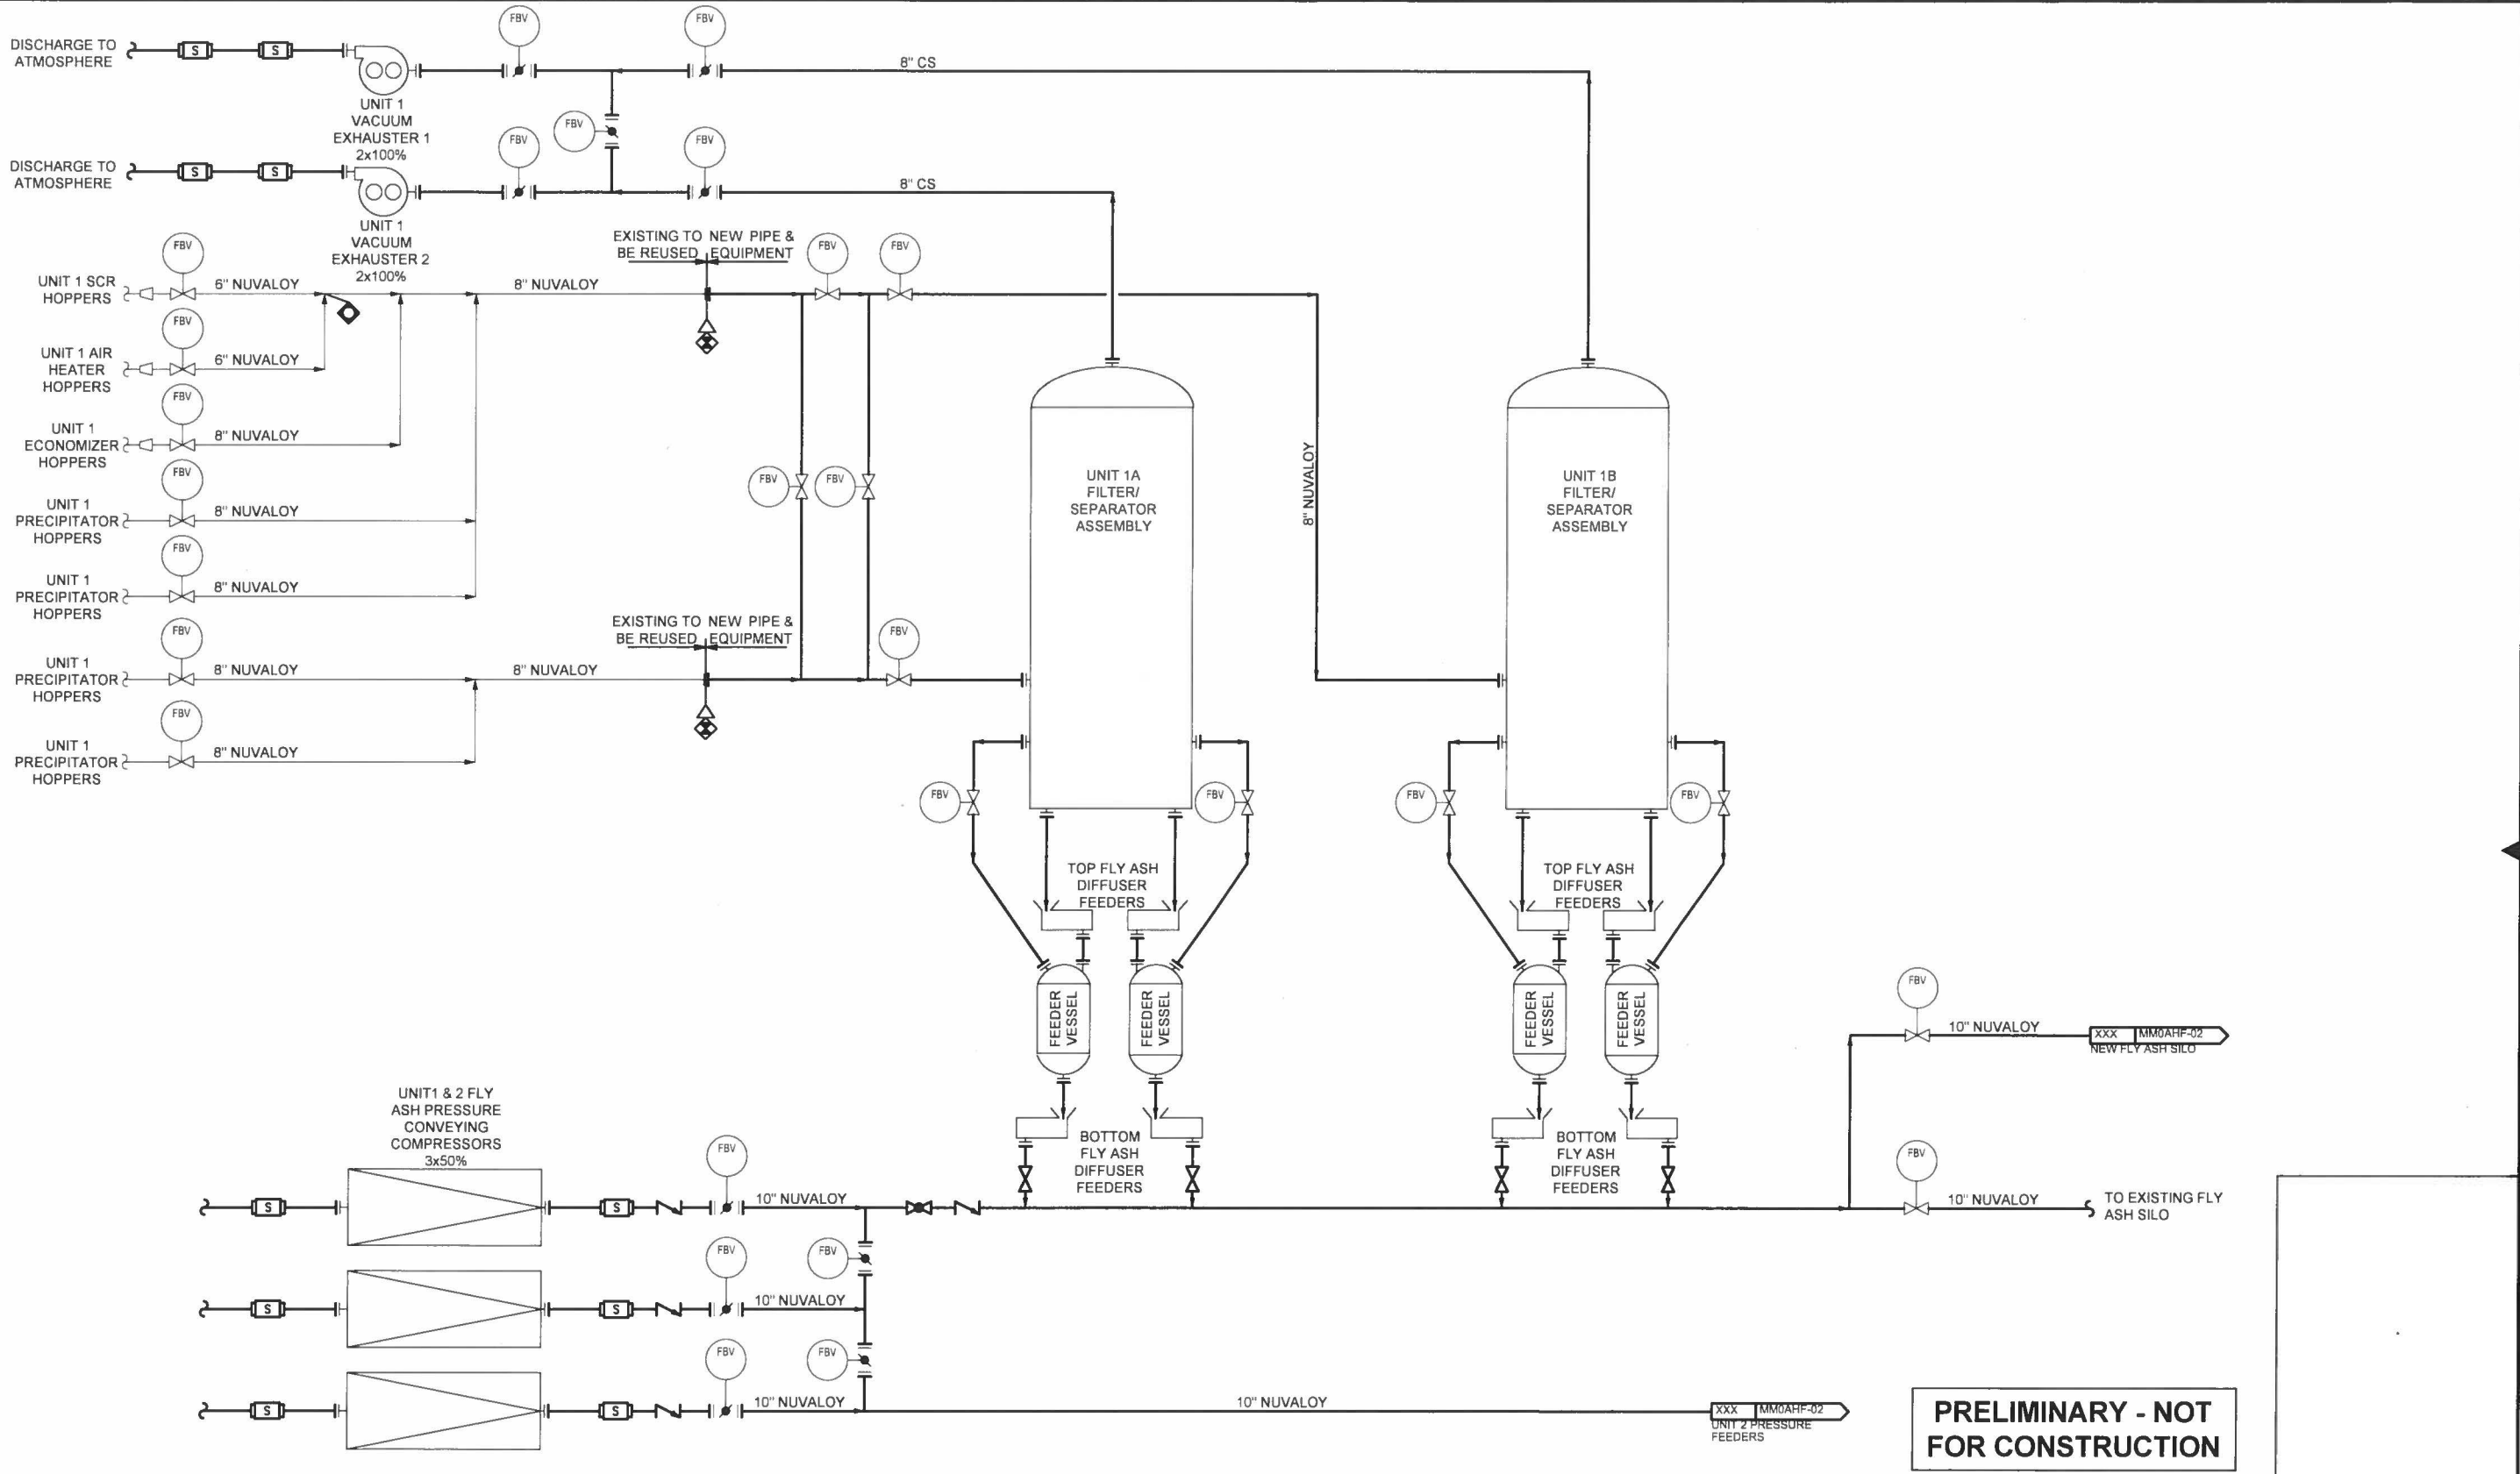 FBV
FBV
DISCHARGE TO
ATMOSPHERE
S
S
8" CS
UNIT 1
VACUUM
EXHAUSTER 1
2x100%
FBV
FBV
FBV
DISCHARGE TO
ATMOSPHERE
S
S
8" CS
UNIT 1
VACUUM
EXHAUSTER 2
2x100%
EXISTING TO NEW PIPE &
BE REUSED EQUIPMENT
FBV
FBV
FBV
UNIT 1 SCR
HOPPERS
6" NUVALOY
8" NUVALOY
FBV
UNIT 1 AIR
HEATER
HOPPERS
6" NUVALOY
FBV
UNIT 1
ECONOMIZER
HOPPERS
8" NUVALOY
FBV
UNIT 1
PRECIPITATOR
HOPPERS
8" NUVALOY
FBV
FBV
8" NUVALOY
UNIT 1A
FILTER/
SEPARATOR
ASSEMBLY
UNIT 1B
FILTER/
SEPARATOR
ASSEMBLY
FBV
UNIT 1
PRECIPITATOR
HOPPERS
8" NUVALOY
EXISTING TO NEW PIPE &
BE REUSED EQUIPMENT
FBV
FBV
UNIT 1
PRECIPITATOR
HOPPERS
8" NUVALOY
8" NUVALOY
FBV
UNIT 1
PRECIPITATOR
HOPPERS
8" NUVALOY
FBV
FBV
FBV
FBV
TOP FLY ASH
DIFFUSER
FEEDERS
TOP FLY ASH
DIFFUSER
FEEDERS
FEEDER
VESSEL
FEEDER
VESSEL
FEEDER
VESSEL
FEEDER
VESSEL
FBV
10" NUVALOY
XXX MM0AHF-02
NEW FLY ASH SILO
UNIT1 & 2 FLY
ASH PRESSURE
CONVEYING
COMPRESSORS
3x50%
BOTTOM
FLY ASH
DIFFUSER
FEEDERS
BOTTOM
FLY ASH
DIFFUSER
FEEDERS
FBV
FBV
S
S
10" NUVALOY
10" NUVALOY
TO EXISTING FLY
ASH SILO
FBV
FBV
S
S
10" NUVALOY
FBV
FBV
S
S
10" NUVALOY
10" NUVALOY
XXX MM0AHF-02
UNIT 2 PRESSURE
FEEDERS
PRELIMINARY - NOT
FOR CONSTRUCTION